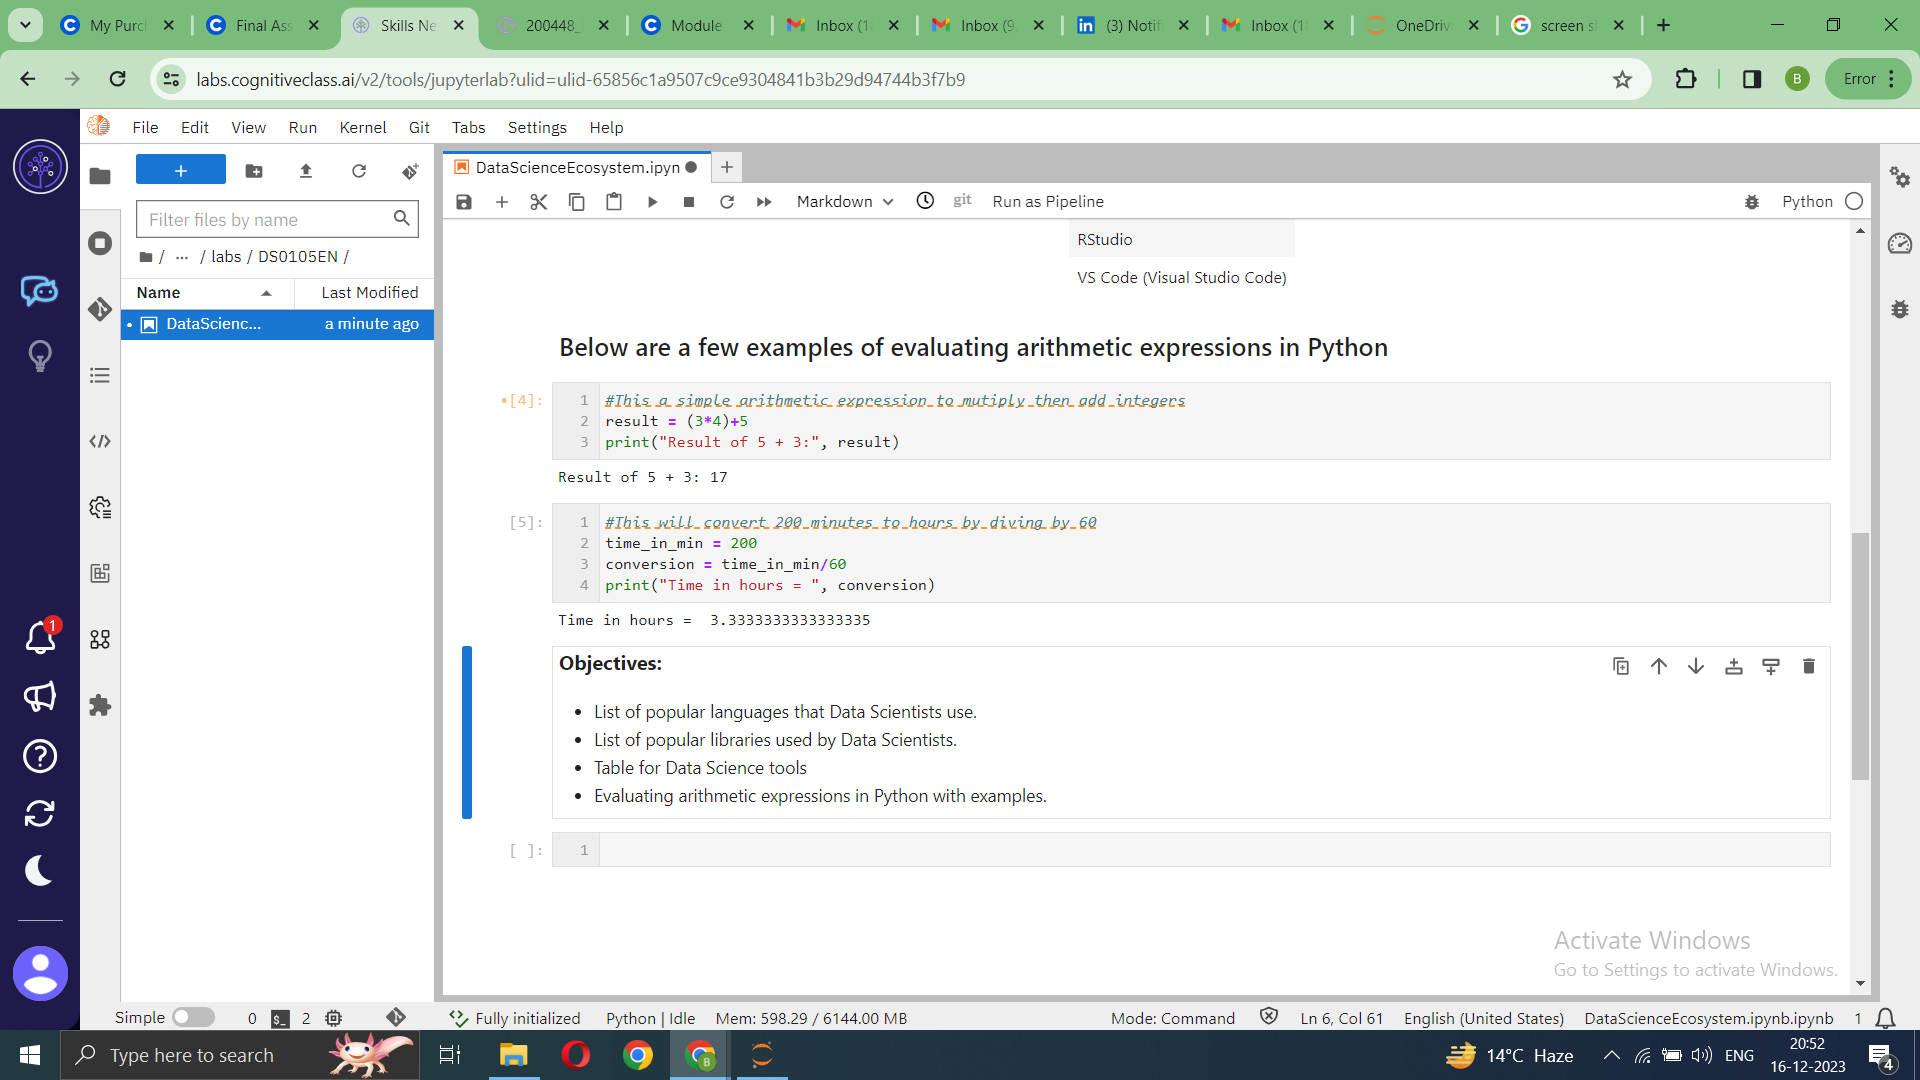 My Purc
Final Ass
Skills Ne
200448_
Module
Inbox (1
Inbox (9,
(3) Notif
Inbox (1
OneDriv
screen s
labs.cognitiveclass.ai/v2/tools/jupyterlab?ulid=ulid-65856c1a9507c9ce9304841b3b29d94744b3f7b9
B
Error
File Edit View Run Kernel Git Tabs Settings Help
DataScienceEcosystem.ipyn
Markdown
git
Run as Pipeline
Python
Filter files by name
/ ... / labs / DS0105EN /
Name Last Modified
DataScienc... a minute ago
RStudio
VS Code (Visual Studio Code)
Below are a few examples of evaluating arithmetic expressions in Python
[4]:
1 #This a simple arithmetic expression to mutiply then add integers
2 result = (3*4)+5
3 print("Result of 5 + 3:", result)
Result of 5 + 3: 17
[5]:
1 #This will convert 200 minutes to hours by diving by 60
2 time_in_min = 200
3 conversion = time_in_min/60
4 print("Time in hours = ", conversion)
Time in hours =  3.3333333333333335
Objectives:
• List of popular languages that Data Scientists use.
• List of popular libraries used by Data Scientists.
• Table for Data Science tools
• Evaluating arithmetic expressions in Python with examples.
[ ]: 1
1
Activate Windows
Go to Settings to activate Windows.
Simple 0 $_ 2 Fully initialized Python | Idle Mem: 598.29 / 6144.00 MB Mode: Command Ln 6, Col 61 English (United States) DataScienceEcosystem.ipynb.ipynb 1
Type here to search
B
14°C Haze
ENG
20:52
16-12-2023
4